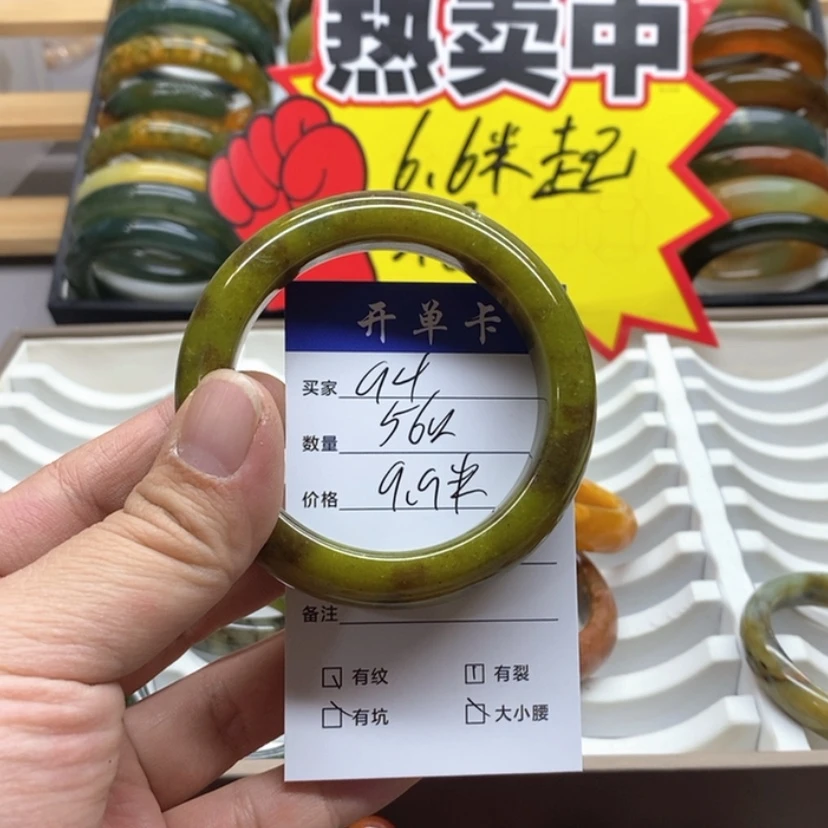 热卖中
6.6米起
开单卡
买家 94
数量 56
价格 9.9米
备注
有纹 有裂
有坑 大小腰